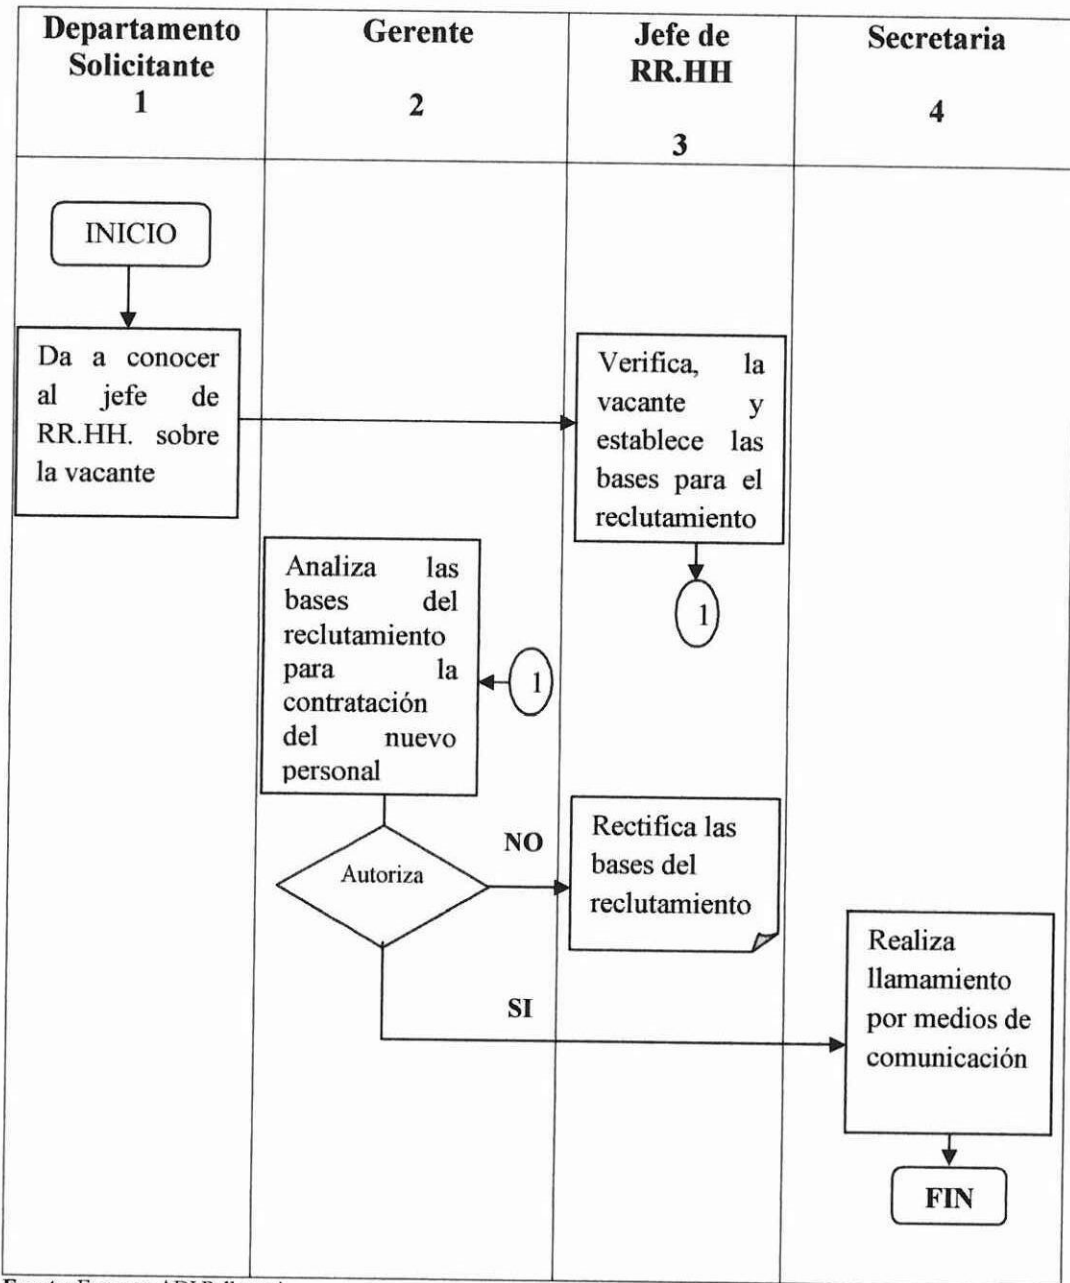 Departamento
Solicitante
1
Gerente
2
Jefe de
RR.HH
3
Secretaria
4
INICIO
Da a conocer
al jefe de
RR.HH. sobre
la vacante
Verifica, la
vacante y
establece las
bases para el
reclutamiento
1
Analiza las
bases del
reclutamiento
para la
contratación
del nuevo
personal
1
Autoriza
NO
Rectifica las
bases del
reclutamiento
SI
Realiza
llamamiento
por medios de
comunicación
FIN